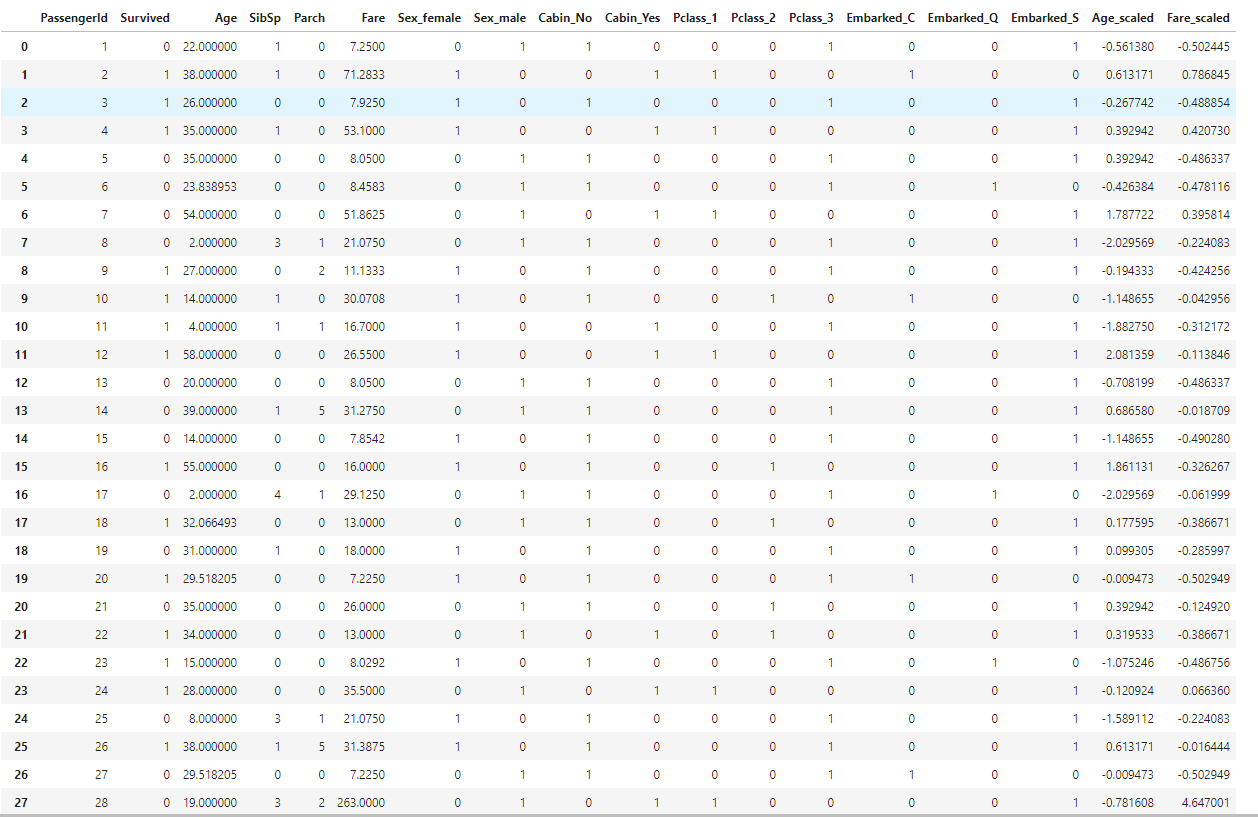 PassengerId Survived Age SibSp Parch Fare Sex_female Sex_male Cabin_No Cabin_Yes Pclass_1 Pclass_2 Pclass_3 Embarked_C Embarked_Q Embarked_S Age_scaled Fare_scaled
0 1 0 22.000000 1 0 7.2500 0 1 1 0 0 0 1 0 0 1 -0.561380 -0.502445
1 2 1 38.000000 1 0 71.2833 1 0 0 1 1 0 0 1 0 0 0.613171 0.786845
2 3 1 26.000000 0 0 7.9250 1 0 1 0 0 0 1 0 0 1 -0.267742 -0.488854
3 4 1 35.000000 1 0 53.1000 1 0 0 1 1 0 0 0 0 1 0.392942 0.420730
4 5 0 35.000000 0 0 8.0500 0 1 1 0 0 0 1 0 0 1 0.392942 -0.486337
5 6 0 23.838953 0 0 8.4583 0 1 1 0 0 0 1 0 1 0 -0.426384 -0.478116
6 7 0 54.000000 0 0 51.8625 0 1 0 1 1 0 0 0 0 1 1.787722 0.395814
7 8 0 2.000000 3 1 21.0750 0 1 1 0 0 0 1 0 0 1 -2.029569 -0.224083
8 9 1 27.000000 0 2 11.1333 1 0 1 0 0 0 1 0 0 1 -0.194333 -0.424256
9 10 1 14.000000 1 0 30.0708 1 0 1 0 0 1 0 1 0 0 -1.148655 -0.042956
10 11 1 4.000000 1 1 16.7000 1 0 0 1 0 0 1 0 0 1 -1.882750 -0.312172
11 12 1 58.000000 0 0 26.5500 1 0 0 1 1 0 0 0 0 1 2.081359 -0.113846
12 13 0 20.000000 0 0 8.0500 0 1 1 0 0 0 1 0 0 1 -0.708199 -0.486337
13 14 0 39.000000 1 5 31.2750 0 1 1 0 0 0 1 0 0 1 0.686580 -0.018709
14 15 0 14.000000 0 0 7.8542 1 0 1 0 0 0 1 0 0 1 -1.148655 -0.490280
15 16 1 55.000000 0 0 16.0000 1 0 1 0 0 1 0 0 0 1 1.861131 -0.326267
16 17 0 2.000000 4 1 29.1250 0 1 1 0 0 0 1 0 1 0 -2.029569 -0.061999
17 18 1 32.066493 0 0 13.0000 0 1 1 0 0 1 0 0 0 1 0.177595 -0.386671
18 19 0 31.000000 1 0 18.0000 1 0 1 0 0 0 1 0 0 1 0.099305 -0.285997
19 20 1 29.518205 0 0 7.2250 1 0 1 0 0 0 1 1 0 0 -0.009473 -0.502949
20 21 0 35.000000 0 0 26.0000 0 1 1 0 0 1 0 0 0 1 0.392942 -0.124920
21 22 1 34.000000 0 0 13.0000 0 1 0 1 0 1 0 0 0 1 0.319533 -0.386671
22 23 1 15.000000 0 0 8.0292 1 0 1 0 0 0 1 0 1 0 -1.075246 -0.486756
23 24 1 28.000000 0 0 35.5000 0 1 0 1 1 0 0 0 0 1 -0.120924 0.066360
24 25 0 8.000000 3 1 21.0750 1 0 1 0 0 0 1 0 0 1 -1.589112 -0.224083
25 26 1 38.000000 1 5 31.3875 1 0 1 0 0 0 1 0 0 1 0.613171 -0.016444
26 27 0 29.518205 0 0 7.2250 0 1 1 0 0 0 1 1 0 0 -0.009473 -0.502949
27 28 0 19.000000 3 2 263.0000 0 1 0 1 1 0 0 0 0 1 -0.781608 4.647001